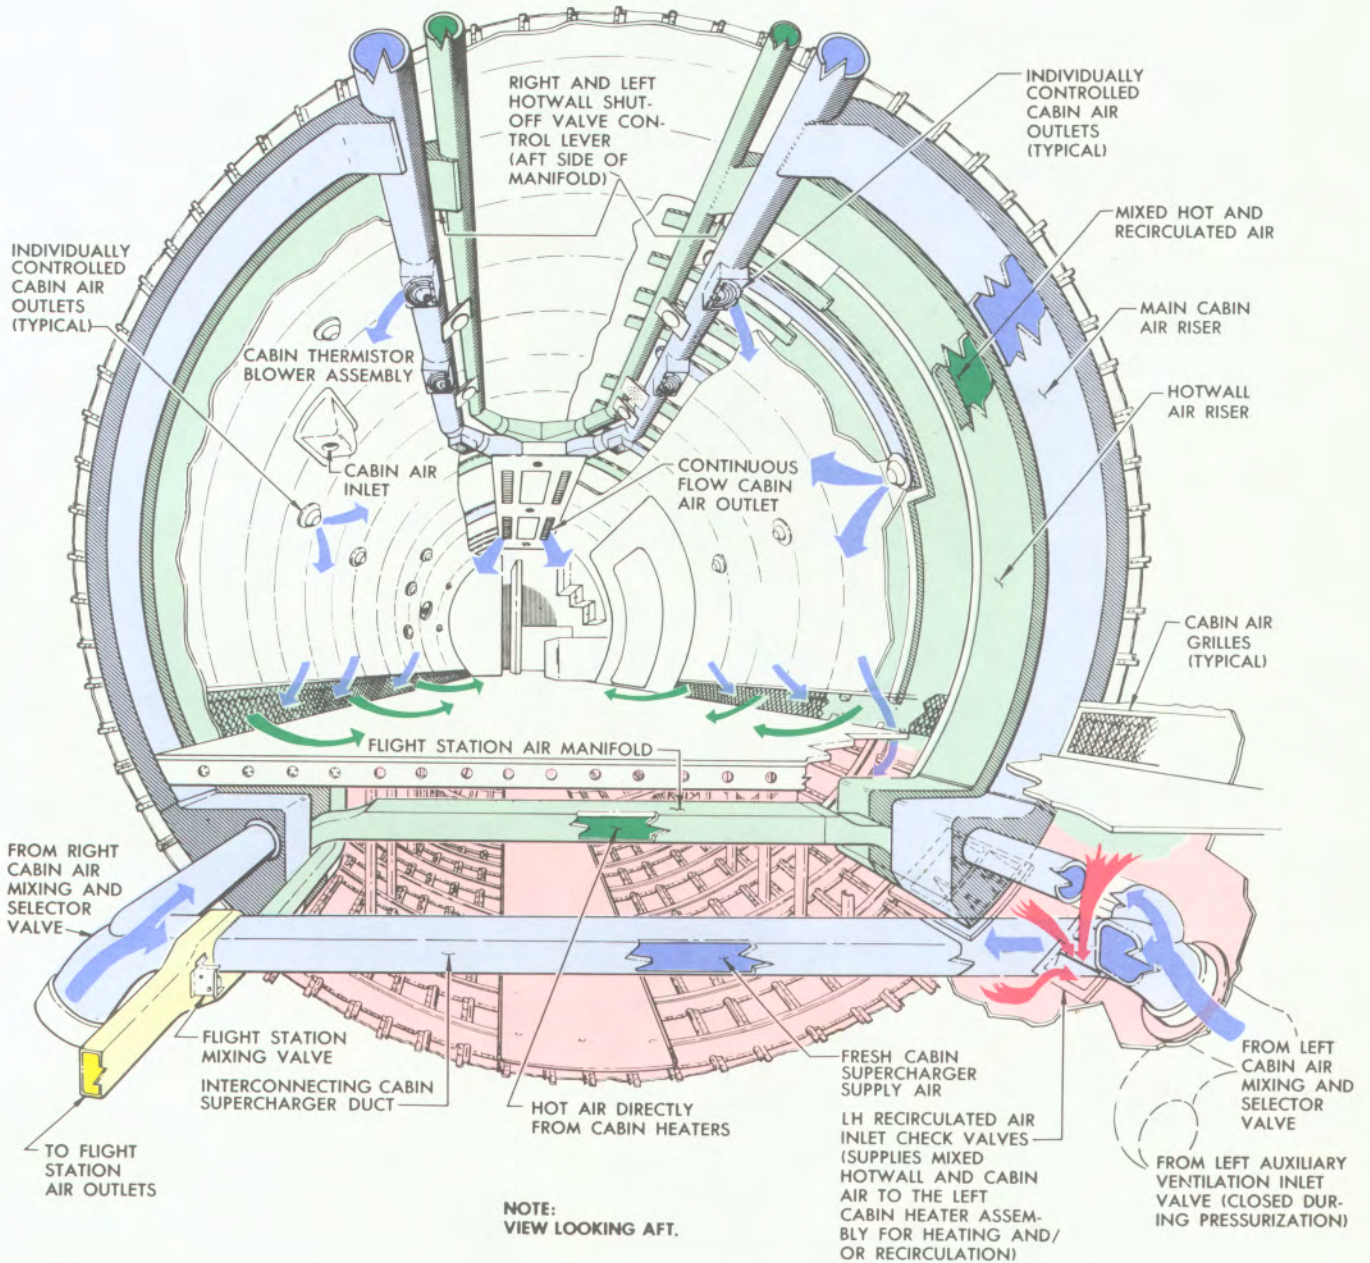 RIGHT AND LEFT
HOTWALL SHUT-
OFF VALVE CON-
TROL LEVER
(AFT SIDE OF
MANIFOLD)
INDIVIDUALLY
CONTROLLED
CABIN AIR
OUTLETS
(TYPICAL)
MIXED HOT AND
RECIRCULATED AIR
INDIVIDUALLY
CONTROLLED
CABIN AIR
OUTLETS
(TYPICAL)
MAIN CABIN
AIR RISER
CABIN THERMISTOR
BLOWER ASSEMBLY
HOTWALL
AIR RISER
CABIN AIR
INLET
CONTINUOUS
FLOW CABIN
AIR OUTLET
CABIN AIR
GRILLES
(TYPICAL)
FLIGHT STATION AIR MANIFOLD
FROM RIGHT
CABIN AIR
MIXING AND
SELECTOR
VALVE
FLIGHT STATION
MIXING VALVE
INTERCONNECTING CABIN
SUPERCHARGER DUCT
HOT AIR DIRECTLY
FROM CABIN HEATERS
FRESH CABIN
SUPERCHARGER
SUPPLY AIR
FROM LEFT
CABIN AIR
MIXING AND
SELECTOR
VALVE
LH RECIRCULATED AIR
INLET CHECK VALVES
(SUPPLIES MIXED
HOTWALL AND CABIN
AIR TO THE LEFT
CABIN HEATER ASSEM-
BLY FOR HEATING AND/
OR RECIRCULATION)
FROM LEFT AUXILIARY
VENTILATION INLET
VALVE (CLOSED DUR-
ING PRESSURIZATION)
TO FLIGHT
STATION
AIR OUTLETS
NOTE:
VIEW LOOKING AFT.